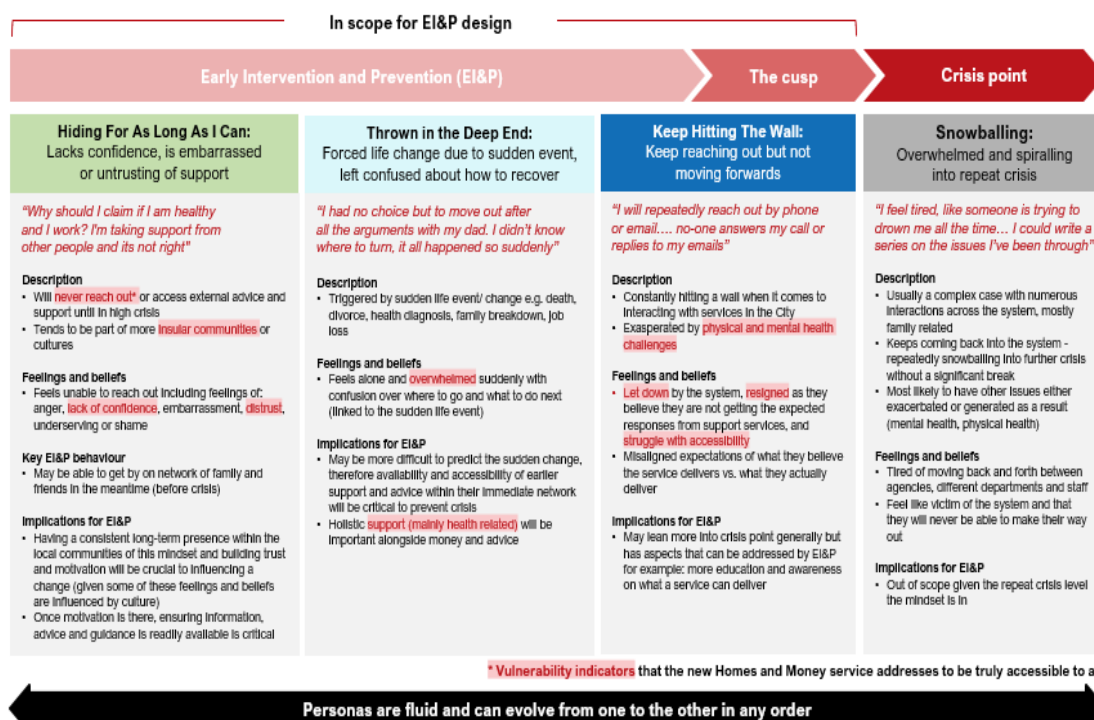 In scope for EI&P design
Early Intervention and Prevention (EI&P)
The cusp
Crisis point
Hiding For As Long As I Can:
Lacks confidence, is embarrassed
or untrusting of support
"Why should I claim if I am healthy
and I work? I'm taking support from
other people and its not right"
Description
• Will never reach out* or access external advice and
support until in high crisis
• Tends to be part of more insular communities or
cultures
Feelings and beliefs
• Feels unable to reach out including feelings of:
anger, lack of confidence, embarrassment, distrust,
underserving or shame
Key EI&P behaviour
• May be able to get by on network of family and
friends in the meantime (before crisis)
Implications for EI&P
• Having a consistent long-term presence within the
local communities of this mindset and building trust
and motivation will be crucial to influencing a
change (given some of these feelings and beliefs
are influenced by culture)
• Once motivation is there, ensuring information,
advice and guidance is readily available is critical
Thrown in the Deep End:
Forced life change due to sudden event,
left confused about how to recover
"I had no choice but to move out after
all the arguments with my dad. I didn't know
where to turn, it all happened so suddenly"
Description
• Triggered by sudden life event/ change e.g. death,
divorce, health diagnosis, family breakdown, job
loss
Feelings and beliefs
• Feels alone and overwhelmed suddenly with
confusion over where to go and what to do next
(linked to the sudden life event)
Implications for EI&P
• May be more difficult to predict the sudden change,
therefore availability and accessibility of earlier
support and advice within their immediate network
will be critical to prevent crisis
• Holistic support (mainly health related) will be
important alongside money and advice
Keep Hitting The Wall:
Keep reaching out but not
moving forwards
"I will repeatedly reach out by phone
or email.... no-one answers my call or
replies to my emails"
Description
• Constantly hitting a wall when it comes to
interacting with services in the City
• Exasperated by physical and mental health
challenges
Feelings and beliefs
• Let down by the system, resigned as they
believe they are not getting the expected
responses from support services, and
struggle with accessibility
• Misaligned expectations of what they believe
the service delivers vs. what they actually
deliver
Implications for EI&P
• May lean more into crisis point generally but
has aspects that can be addressed by EI&P
for example: more education and awareness
on what a service can deliver
Snowballing:
Overwhelmed and spiralling
into repeat crisis
"I feel tired, like someone is trying to
drown me all the time… I could write a
series on the issues I've been through"
Description
• Usually a complex case with numerous
interactions across the system, mostly
family related
• Keeps coming back into the system -
repeatedly snowballing into further crisis
without a significant break
• Most likely to have other issues either
exacerbated or generated as a result
(mental health, physical health)
Feelings and beliefs
• Tired of moving back and forth between
agencies, different departments and staff
• Feel like victim of the system and that
they will never be able to make their way
out
Implications for EI&P
• Out of scope given the repeat crisis level
the mindset is in
* Vulnerability indicators that the new Homes and Money service addresses to be truly accessible to a
Personas are fluid and can evolve from one to the other in any order